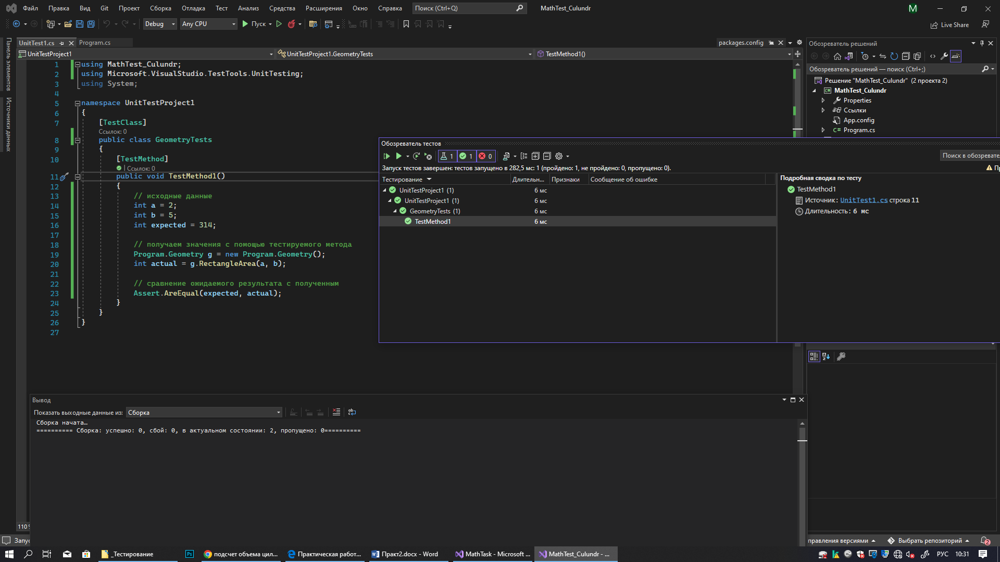 Файл Правка Вид Git Проект Сборка Отладка Тест Анализ Средства Расширения Окно Справка Поиск (Ctrl+Q) MathTest_Culundr M
Debug Any CPU Пуск Live Share
Панель элементов
Источники данных
UnitTest1.cs Program.cs packages.config
UnitTestProject1 UnitTestProject1.GeometryTests TestMethod1()
1 using MathTest_Culundr;
2 using Microsoft.VisualStudio.TestTools.UnitTesting;
3 using System;
4
5 namespace UnitTestProject1
6 {
7 [TestClass]
Ссылок: 0
8 public class GeometryTests
9 {
10 [TestMethod]
| Ссылок: 0
11 public void TestMethod1()
12 {
13 // исходные данные
14 int a = 2;
15 int b = 5;
16 int expected = 314;
17
18 // получаем значения с помощью тестируемого метода
19 Program.Geometry g = new Program.Geometry();
20 int actual = g.RectangleArea(a, b);
21
22 // сравнение ожидаемого результата с полученным
23 Assert.AreEqual(expected, actual);
24 }
25 }
26 }
27
110 %
Обозреватель решений
Обозреватель решений — поиск (Ctrl+;)
Решение "MathTest_Culundr" (2 проекта 2)
C# MathTest_Culundr
Properties
Ссылки
App.config
C# Program.cs
Обозреватель тестов
1 1 0 Поиск в обозревате
Запуск тестов завершен: тестов запущено в 282,5 мс: 1 (пройдено: 1, не пройдено: 0, пропущено: 0).
Тестирование Длительн... Признаки Сообщение об ошибке
UnitTestProject1 (1) 6 мс
UnitTestProject1 (1) 6 мс
GeometryTests (1) 6 мс
TestMethod1 6 мс
Подробная сводка по тесту
TestMethod1
Источник: UnitTest1.cs строка 11
Длительность: 6 мс
Вывод
Показать выходные данные из: Сборка
Сборка начата…
========== Сборка: успешно: 0, сбой: 0, в актуальном состоянии: 2, пропущено: 0==========
Запус
правления версиями Выбрать репозиторий 2
_Тестирование Ps подсчет объема цил... Практическая работ... Практ2.docx - Word MathTask - Microsoft ... MathTest_Culundr - ... РУС 10:31